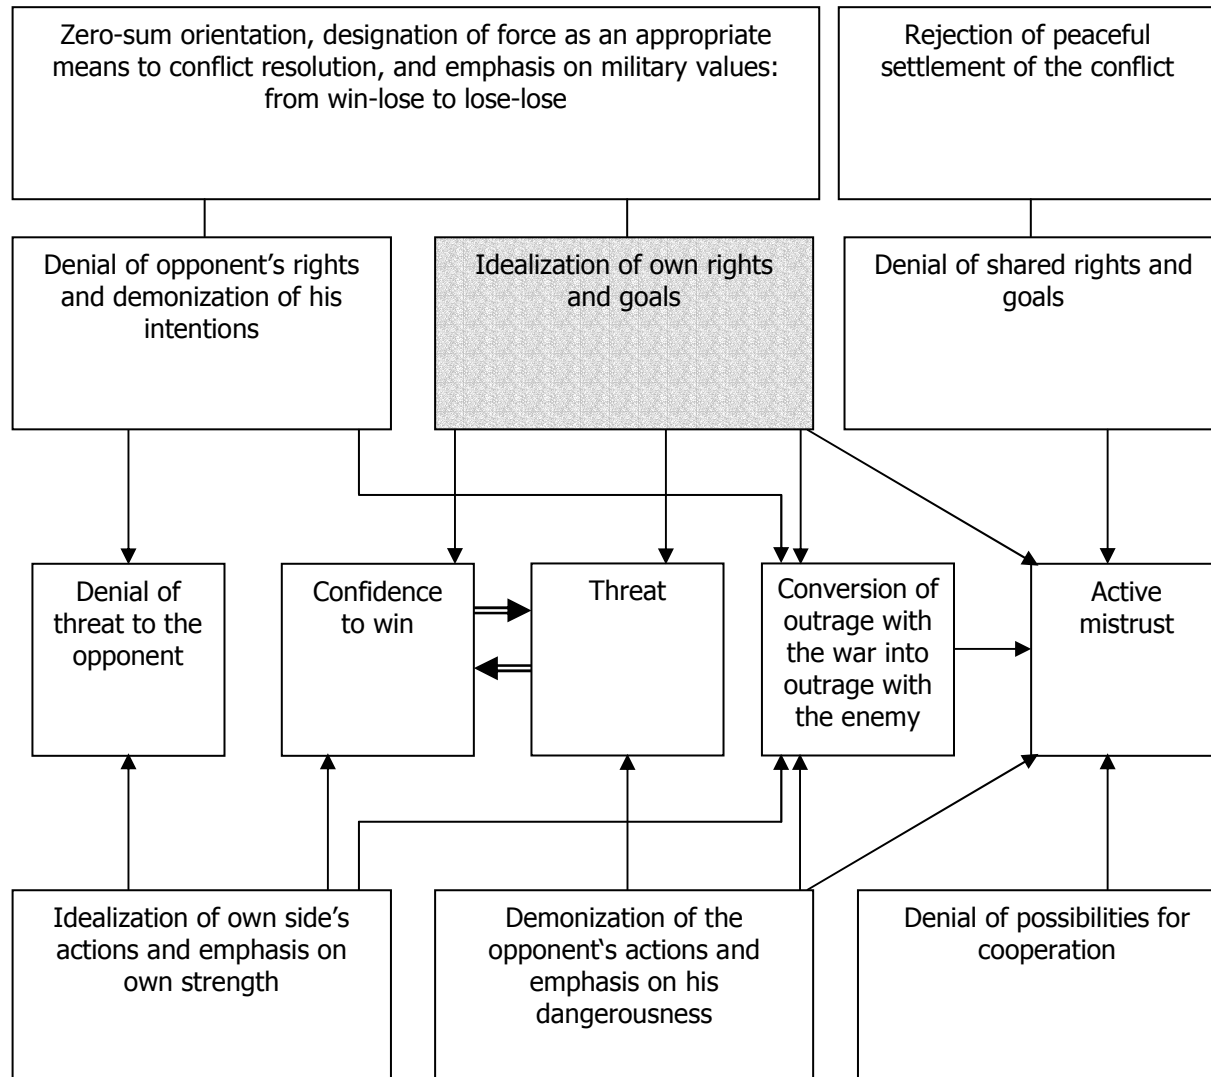 Zero-sum orientation, designation of force as an appropriate
means to conflict resolution, and emphasis on military values:
from win-lose to lose-lose
Rejection of peaceful
settlement of the conflict
Denial of opponent’s rights
and demonization of his
intentions
Idealization of own rights
and goals
Denial of shared rights and
goals
Denial of
threat to the
opponent
Confidence
to win
Threat
Conversion of
outrage with
the war into
outrage with
the enemy
Active
mistrust
Idealization of own side’s
actions and emphasis on
own strength
Demonization of the
opponent‘s actions and
emphasis on his
dangerousness
Denial of possibilities for
cooperation